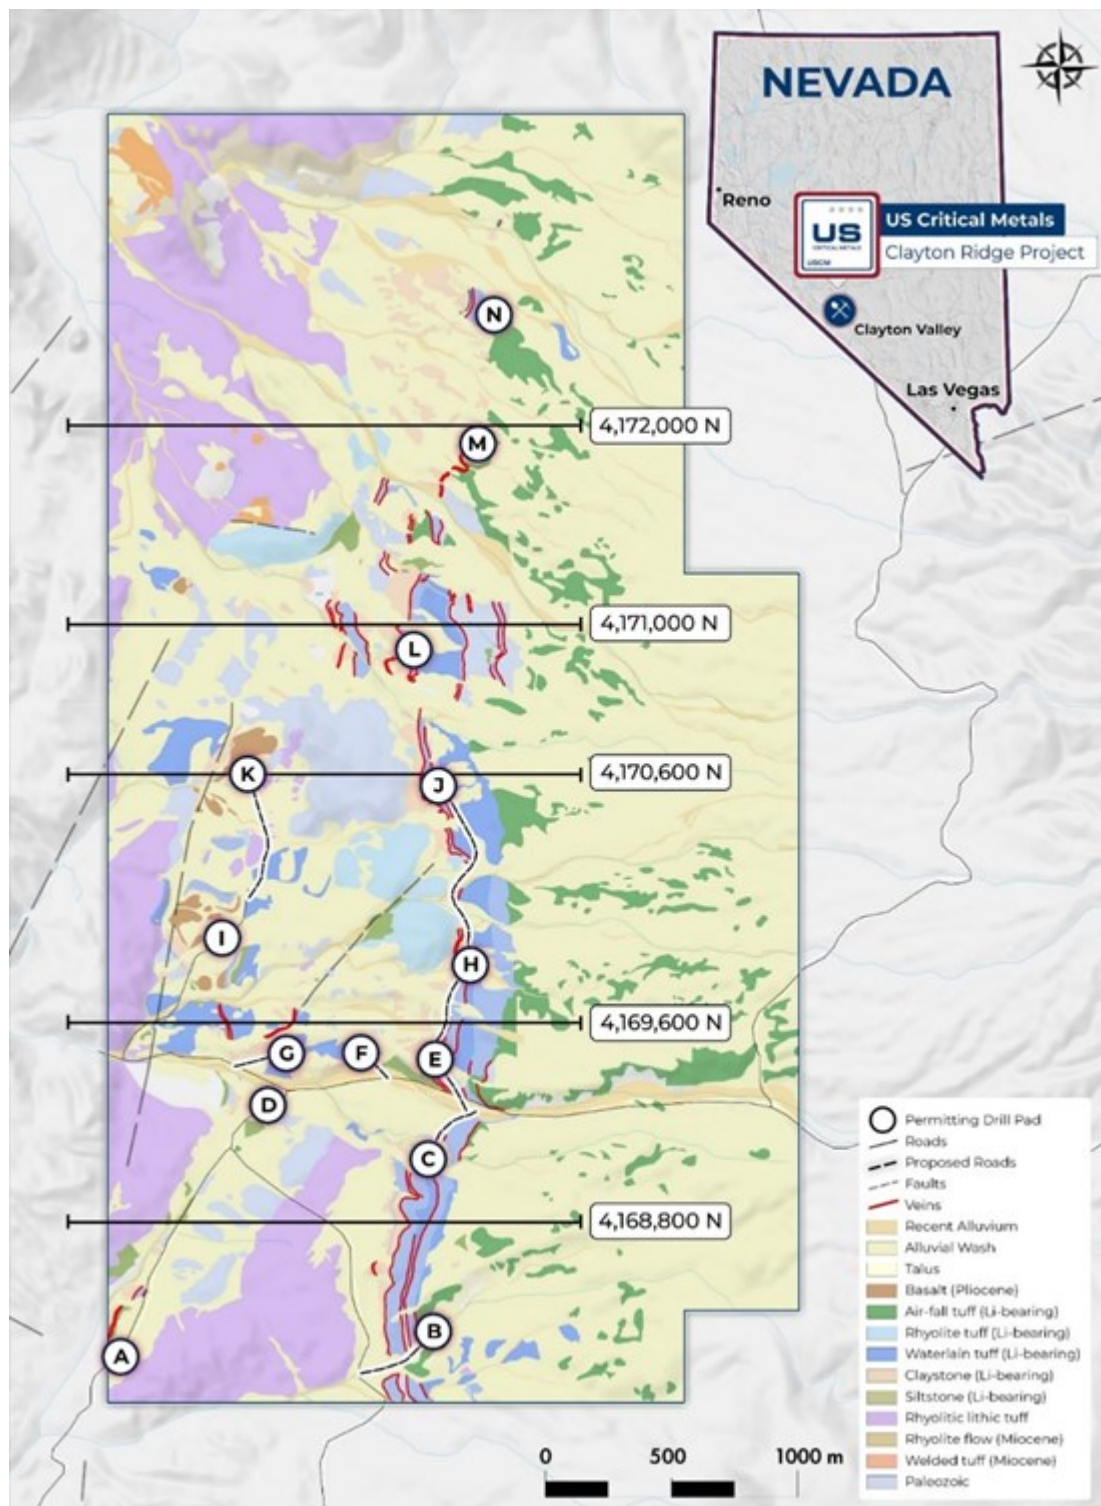 NEVADA
Reno
US
CRITICAL METALS
USCM
US Critical Metals
Clayton Ridge Project
Clayton Valley
Las Vegas
N
4,172,000 N
M
4,171,000 N
L
4,170,600 N
K
J
I
H
4,169,600 N
G
F
E
D
C
4,168,800 N
B
A
Permitting Drill Pad
Roads
Proposed Roads
Faults
Veins
Recent Alluvium
Alluvial Wash
Talus
Basalt (Pliocene)
Air-fall tuff (Li-bearing)
Rhyolite tuff (Li-bearing)
Waterlain tuff (Li-bearing)
Claystone (Li-bearing)
Siltstone (Li-bearing)
Rhyolitic lithic tuff
Rhyolite flow (Miocene)
Welded tuff (Miocene)
Paleozoic
0 500 1000 m